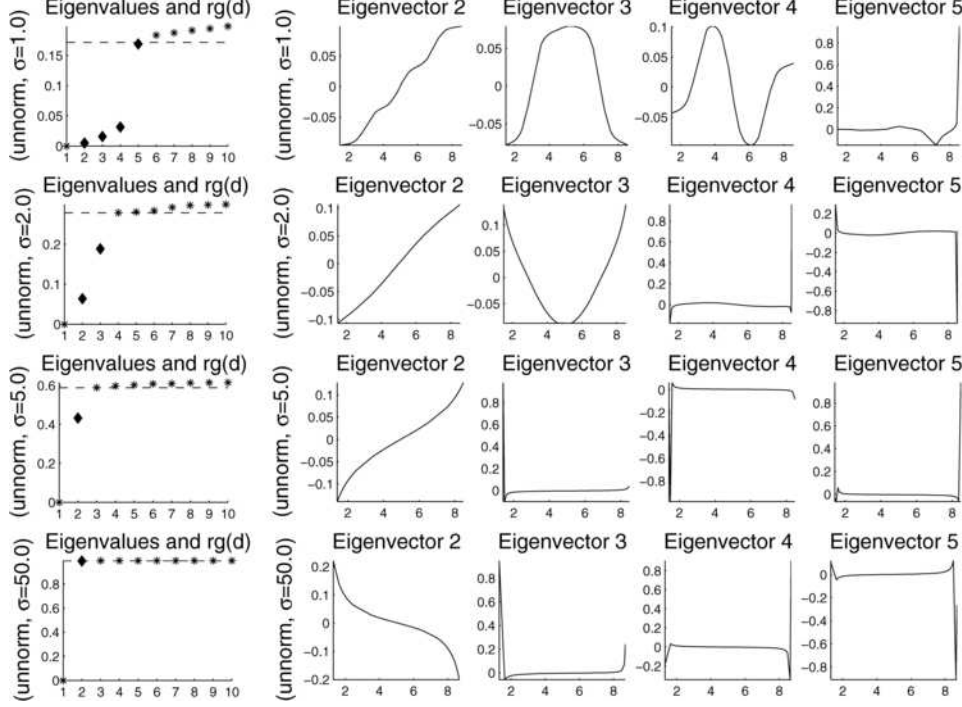 Eigenvalues and rg(d)
Eigenvector 2
Eigenvector 3
Eigenvector 4
Eigenvector 5
(unnorm, σ=1.0)
0.15
0.1
0.05
0
1 2 3 4 5 6 7 8 9 10
(unnorm, σ=1.0)
0.05
0
−0.05
2 4 6 8
0.05
0
−0.05
2 4 6 8
0.1
0.05
0
−0.05
2 4 6 8
0.8
0.6
0.4
0.2
0
2 4 6 8
Eigenvalues and rg(d)
Eigenvector 2
Eigenvector 3
Eigenvector 4
Eigenvector 5
(unnorm, σ=2.0)
0.2
0.1
0
1 2 3 4 5 6 7 8 9 10
(unnorm, σ=2.0)
0.1
0.05
0
−0.05
−0.1
2 4 6 8
0.1
0.05
0
−0.05
2 4 6 8
0.8
0.6
0.4
0.2
0
2 4 6 8
0.2
0
−0.2
−0.4
−0.6
−0.8
2 4 6 8
Eigenvalues and rg(d)
Eigenvector 2
Eigenvector 3
Eigenvector 4
Eigenvector 5
(unnorm, σ=5.0)
0.6
0.4
0.2
0
1 2 3 4 5 6 7 8 9 10
(unnorm, σ=5.0)
0.1
0.05
0
−0.05
−0.1
2 4 6 8
0.8
0.6
0.4
0.2
0
2 4 6 8
0
−0.2
−0.4
−0.6
−0.8
2 4 6 8
0.8
0.6
0.4
0.2
0
2 4 6 8
Eigenvalues and rg(d)
Eigenvector 2
Eigenvector 3
Eigenvector 4
Eigenvector 5
(unnorm, σ=50.0)
0.8
0.6
0.4
0.2
0
1 2 3 4 5 6 7 8 9 10
(unnorm, σ=50.0)
0.2
0.1
0
−0.1
−0.2
2 4 6 8
0.8
0.6
0.4
0.2
0
2 4 6 8
0.8
0.6
0.4
0.2
0
−0.2
2 4 6 8
0
−0.2
−0.4
−0.6
−0.8
2 4 6 8